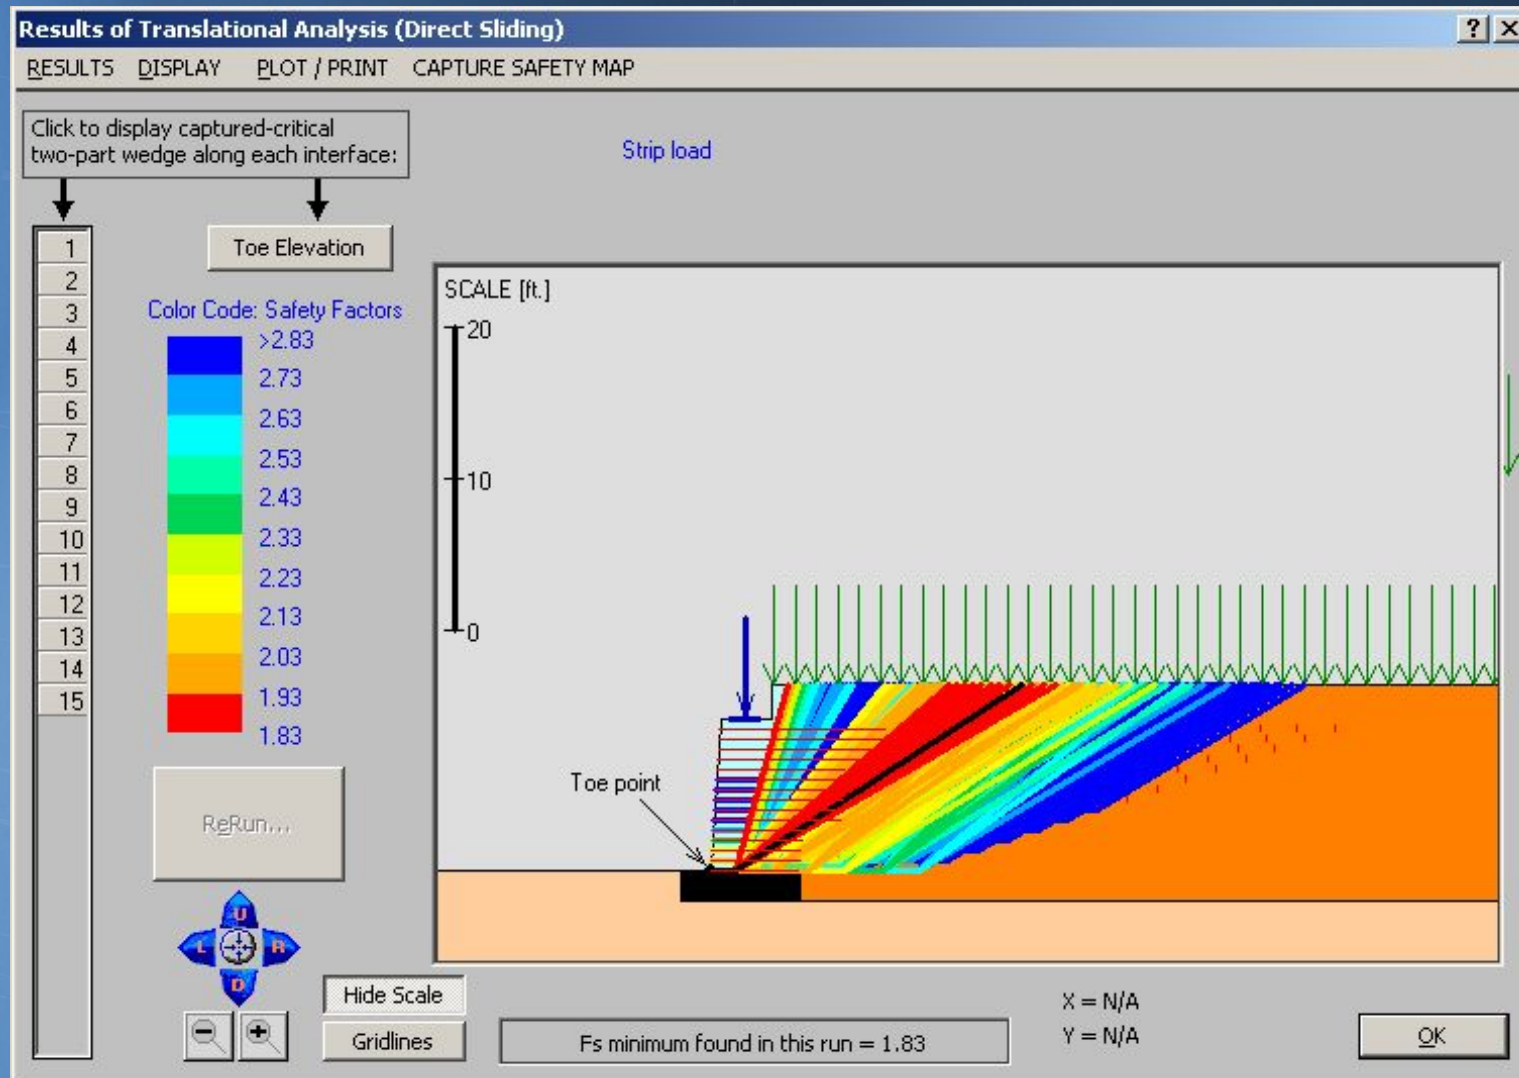 Results of Translational Analysis (Direct Sliding)
? X
RESULTS DISPLAY PLOT / PRINT CAPTURE SAFETY MAP
Click to display captured-critical
two-part wedge along each interface:
Strip load
Toe Elevation
1
2
3
4
5
6
7
8
9
10
11
12
13
14
15
Color Code: Safety Factors
>2.83
2.73
2.63
2.53
2.43
2.33
2.23
2.13
2.03
1.93
1.83
SCALE [ft.]
20
10
0
Toe point
ReRun...
U
L R
D
Hide Scale
Gridlines
Fs minimum found in this run = 1.83
X = N/A
Y = N/A
OK